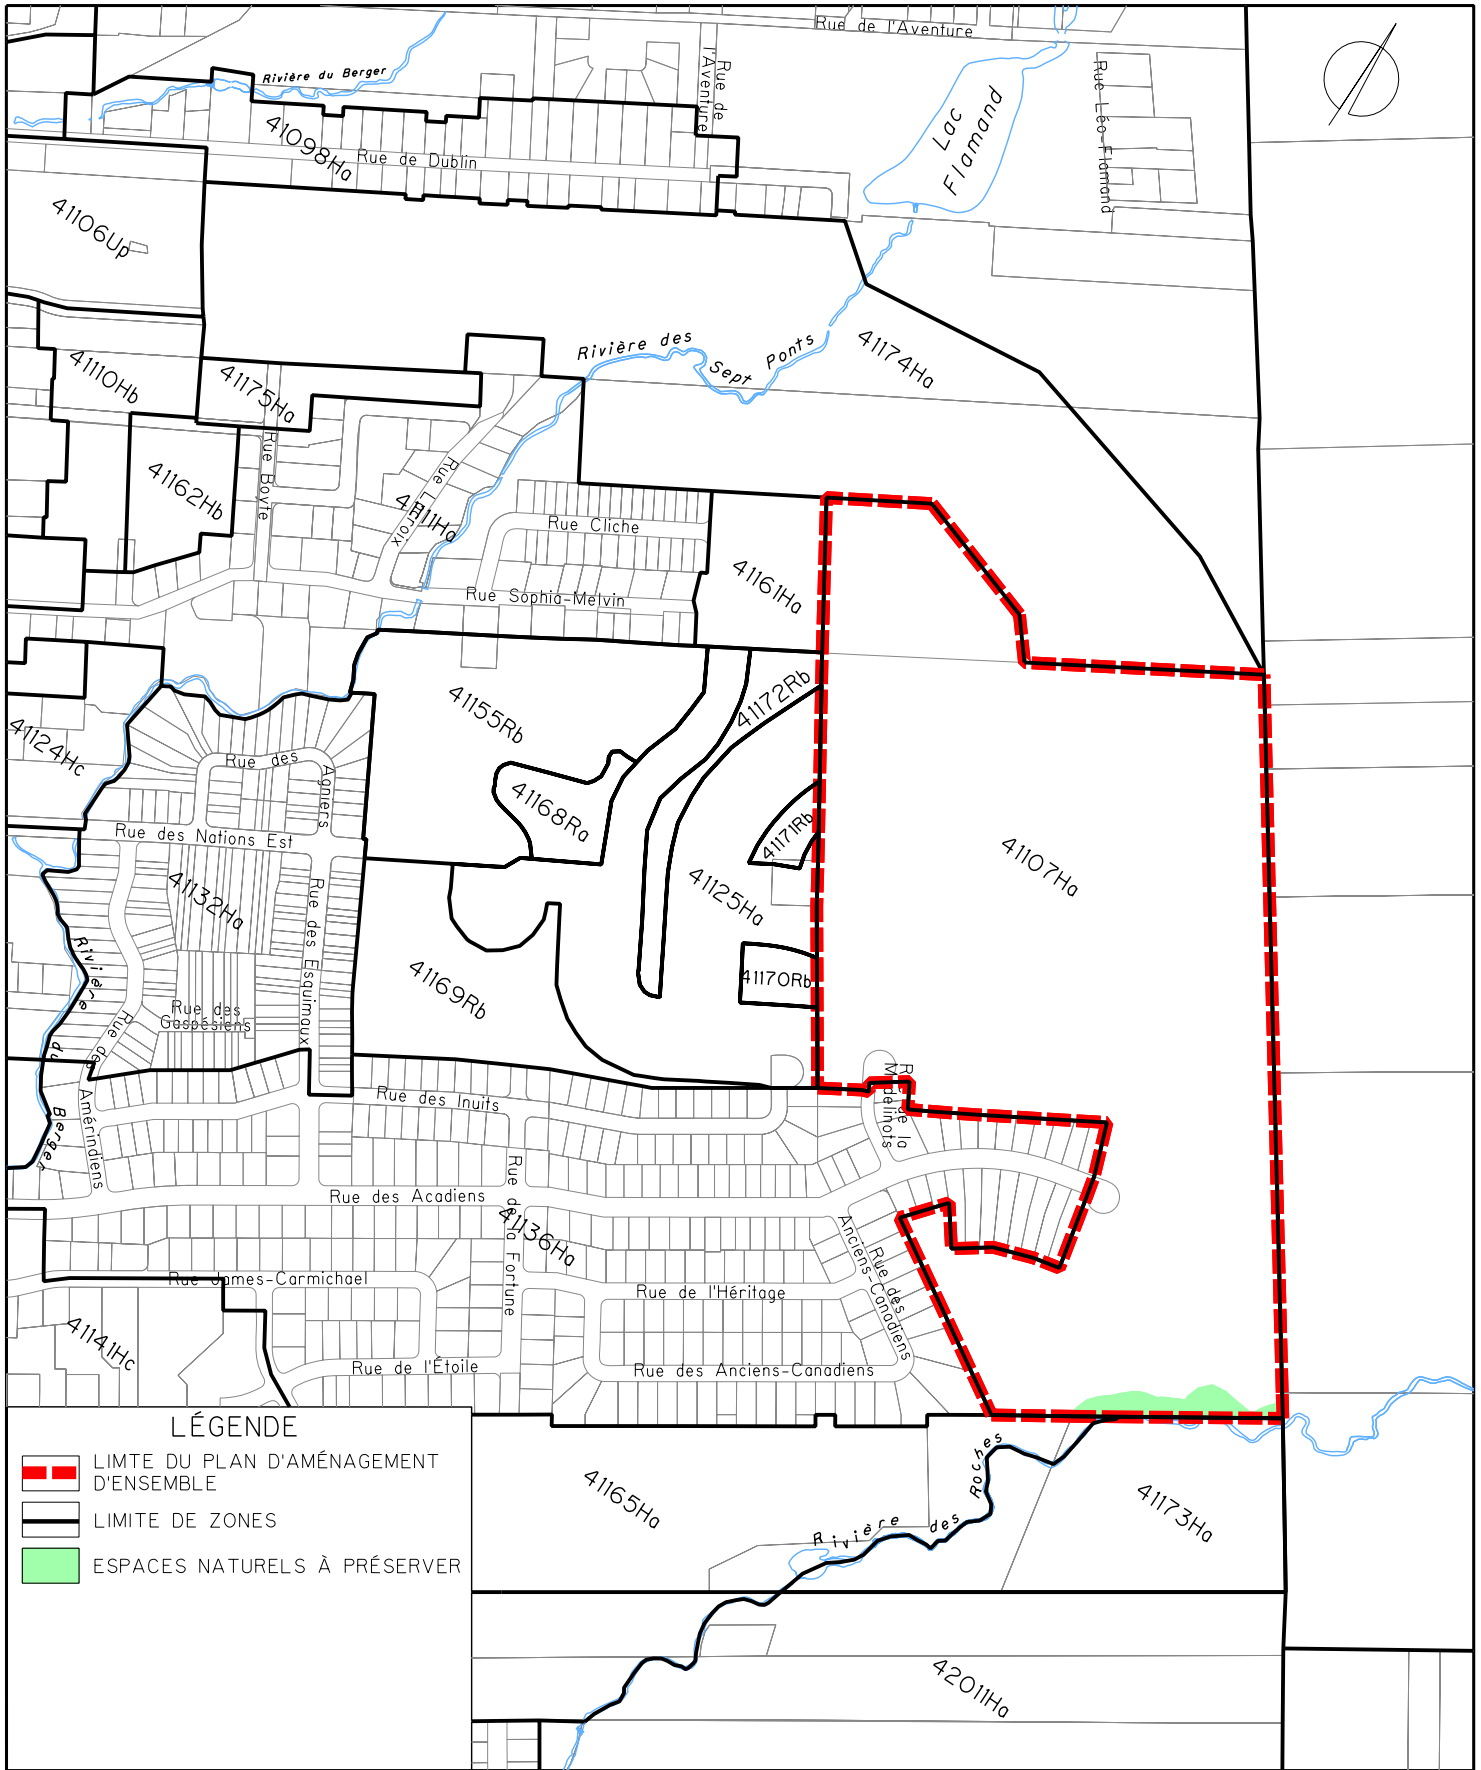 Rue de l'Aventure
Rivière du Berger
Rue de
l'Aventure
Lac
Flamand
Rue Léo-Flamand
41098Ha
Rue de Dublin
41106Up
Rivière des
Sept Ponts
41174Ha
41110Hb
41175Ha
Rue Boyte
41162Hb
Rue Lacroix
41111Ha
Rue Cliche
41161Ha
Rue Sophia-Melvin
41155Rb
41172Rb
41124Hc
Rue des
Agniers
41168Ra
41171Rb
Rue des Nations Est
41107Ha
41132Ha
41125Ha
Rue des Esquimaux
Rivière du Berger
41169Rb
41170Rb
Rue des
Gaspésiens
Rue des
Amérindiens
Rue des Inuits
la
Madelinots
Rue des Acadiens
Rue de la Fortune
41136Ha
Rue des
Anciens-Canadiens
Rue James-Carmichael
Rue de l'Héritage
41141Hc
Rue de l'Étoile
Rue des Anciens-Canadiens
LÉGENDE
LIMTE DU PLAN D'AMÉNAGEMENT
D'ENSEMBLE
LIMITE DE ZONES
ESPACES NATURELS À PRÉSERVER
41165Ha
Rivière des Roches
41173Ha
42011Ha